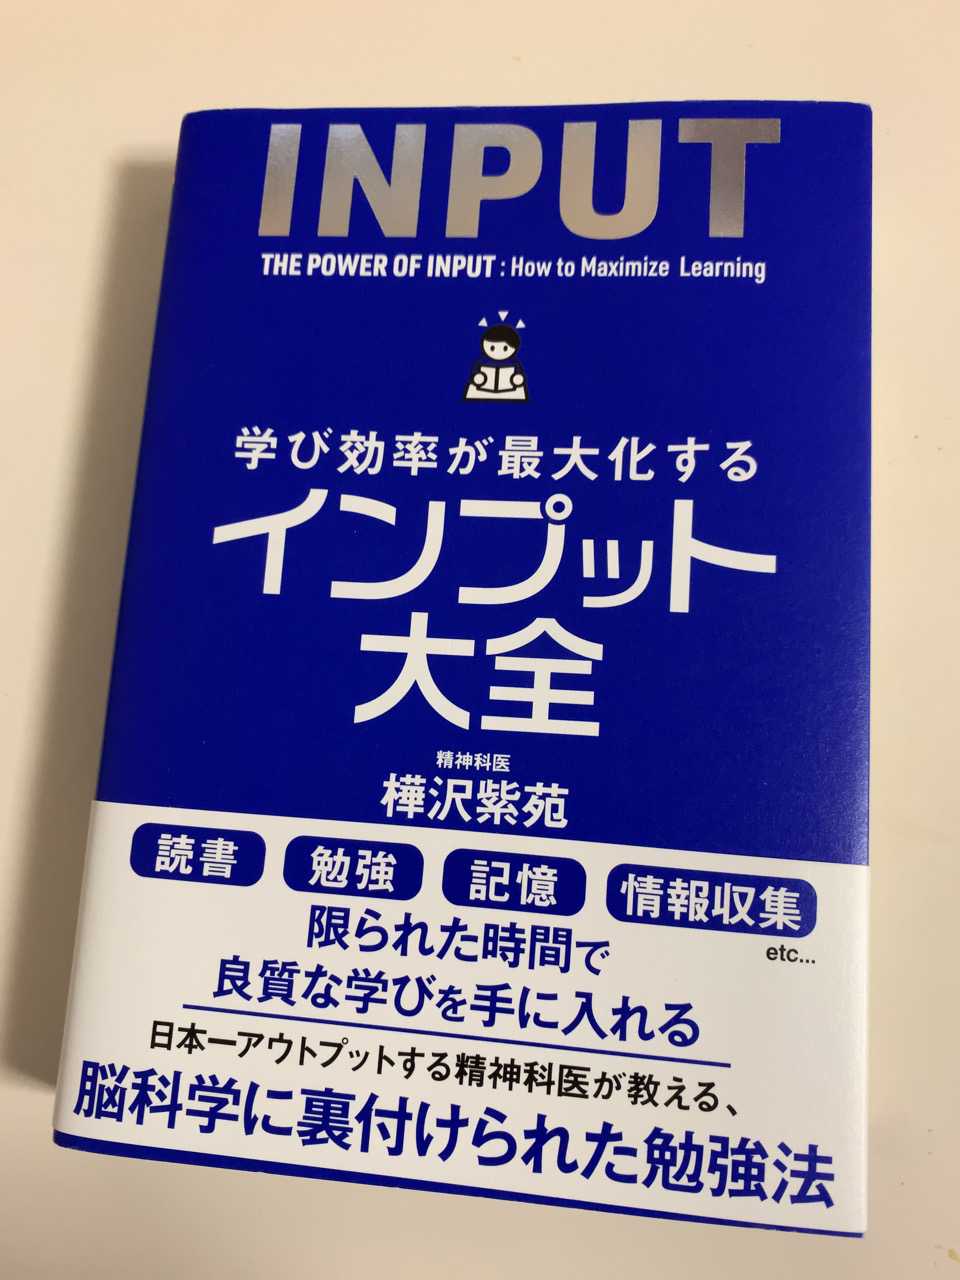 INPUT
THE POWER OF INPUT : How to Maximize Learning
学び効率が最大化する
インプット
大全
精神科医
樺沢紫苑
読書 勉強 記憶 情報収集
etc...
限られた時間で
良質な学びを手に入れる
日本一アウトプットする精神科医が教える、
脳科学に裏付けられた勉強法